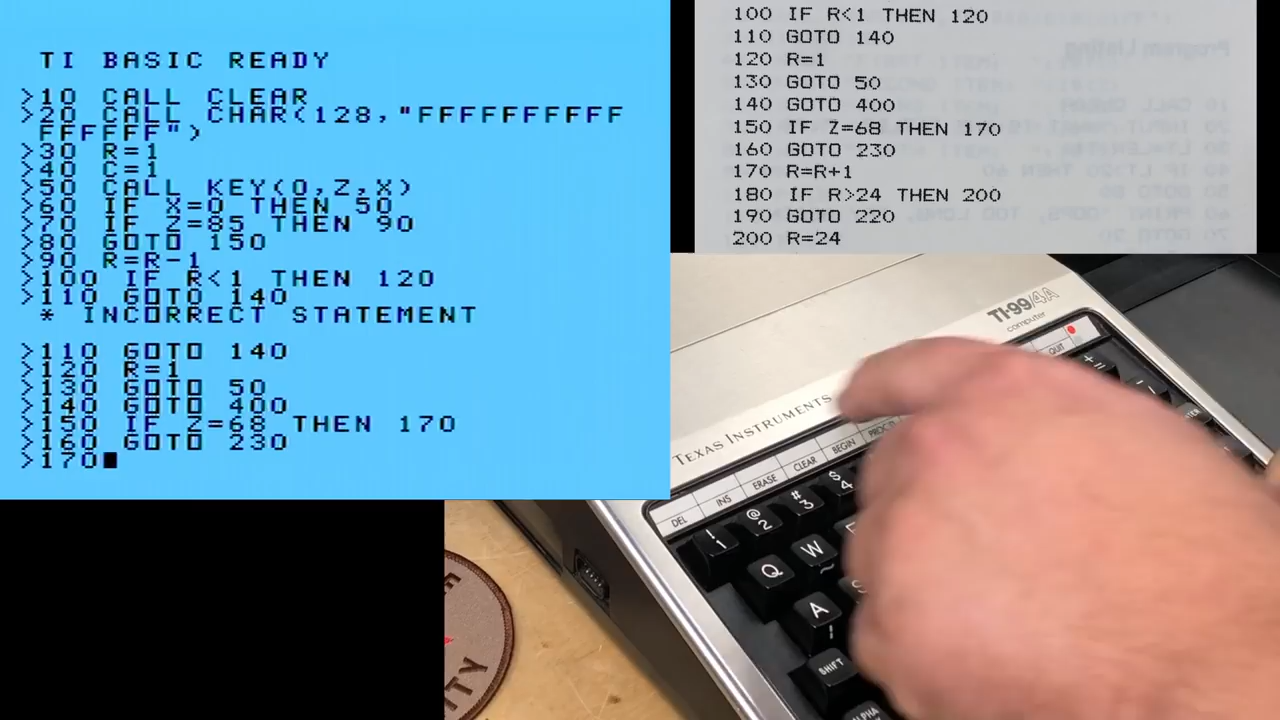 TI BASIC READY
>10 CALL CLEAR
>20 CALL CHAR(128,"FFFFFFFFFF
FFFFFF")
>30 R=1
>40 C=1
>50 CALL KEY(0,Z,X)
>60 IF X=0 THEN 50
>70 IF Z=85 THEN 90
>80 GOTO 150
>90 R=R-1
>100 IF R<1 THEN 120
>110 GOTO 140
* INCORRECT STATEMENT
>110 GOTO 140
>120 R=1
>130 GOTO 50
>140 GOTO 400
>150 IF Z=68 THEN 170
>160 GOTO 230
>170
100 IF R<1 THEN 120
110 GOTO 140
120 R=1
130 GOTO 50
140 GOTO 400
150 IF Z=68 THEN 170
160 GOTO 230
170 R=R+1
180 IF R>24 THEN 200
190 GOTO 220
200 R=24
Program Listing
TI-99/4A
computer
TEXAS INSTRUMENTS
QUIT
DEL
INS
ERASE
CLEAR
BEGIN
+
=
! 1
@ 2
# 3
$ 4
Q
W
A
SHIFT
ENTER